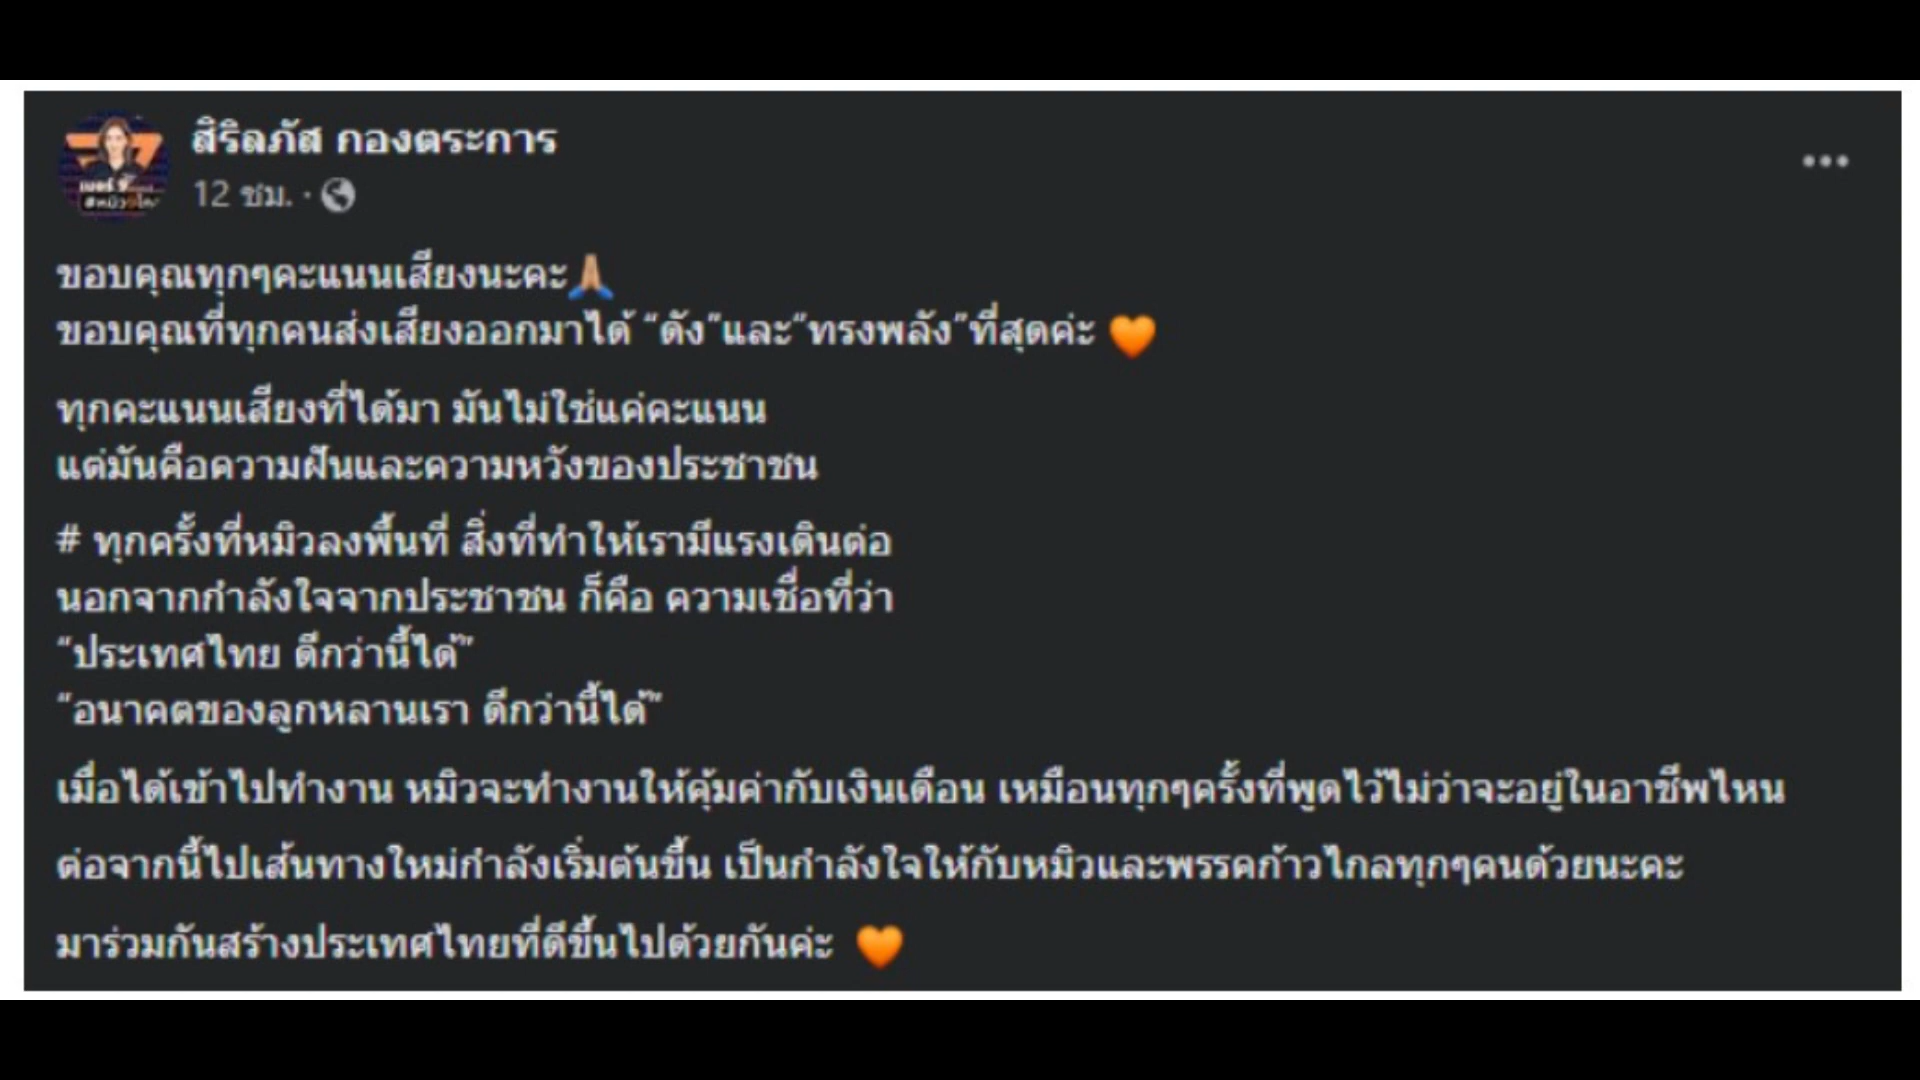 สิริลภัส กองตระการ
12 ชม. ·
ขอบคุณทุกๆคะแนนเสียงนะคะ🙏
ขอบคุณที่ทุกคนส่งเสียงออกมาได้ “ดัง”และ“ทรงพลัง”ที่สุดค่ะ 🧡
ทุกคะแนนเสียงที่ได้มา มันไม่ใช่แค่คะแนน
แต่มันคือความฝันและความหวังของประชาชน
# ทุกครั้งที่หมิวลงพื้นที่ สิ่งที่ทำให้เรามีแรงเดินต่อ
นอกจากกำลังใจจากประชาชน ก็คือ ความเชื่อที่ว่า
“ประเทศไทย ดีกว่านี้ได้”
“อนาคตของลูกหลานเรา ดีกว่านี้ได้”
เมื่อได้เข้าไปทำงาน หมิวจะทำงานให้คุ้มค่ากับเงินเดือน เหมือนทุกๆครั้งที่พูดไว้ไม่ว่าจะอยู่ในอาชีพไหน
ต่อจากนี้ไปเส้นทางใหม่กำลังเริ่มต้นขึ้น เป็นกำลังใจให้กับหมิวและพรรคก้าวไกลทุกๆคนด้วยนะคะ
มาร่วมกันสร้างประเทศไทยที่ดีขึ้นไปด้วยกันค่ะ 🧡